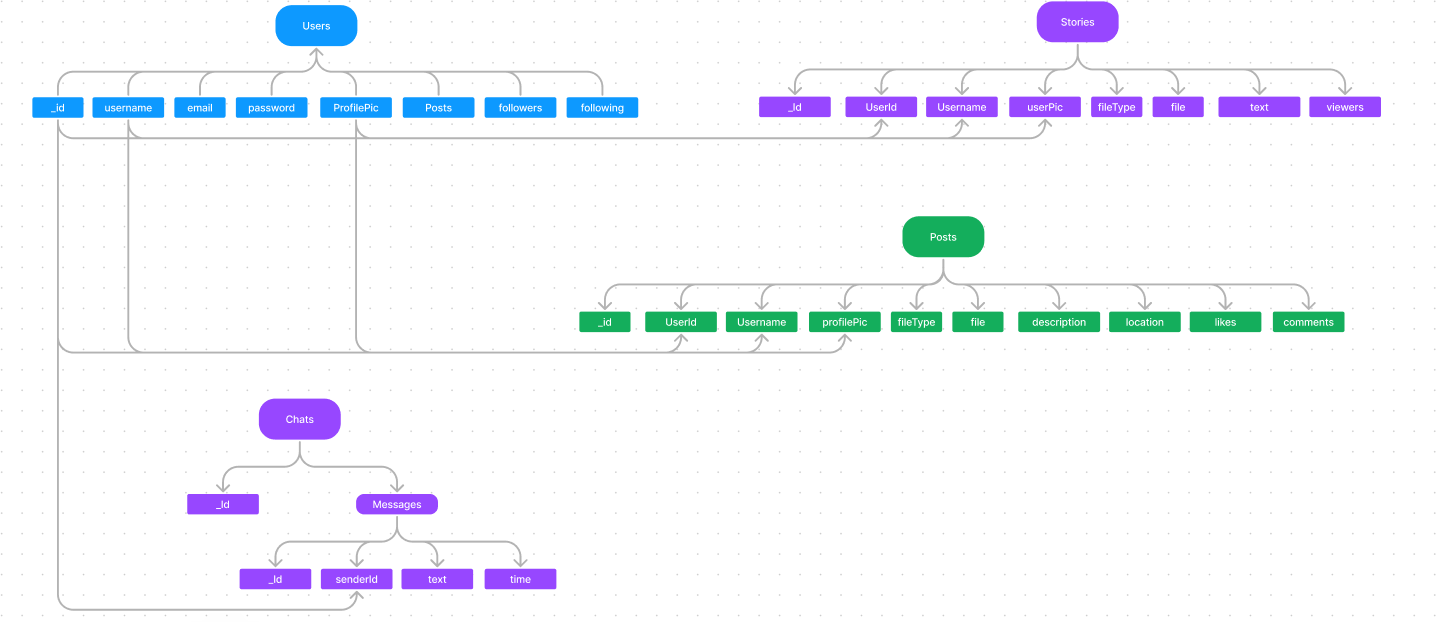 Users
Stories
_id
username
email
password
ProfilePic
Posts
followers
following
_Id
UserId
Username
userPic
fileType
file
text
viewers
Posts
_id
UserId
Username
profilePic
fileType
file
description
location
likes
comments
Chats
_Id
Messages
_Id
senderId
text
time